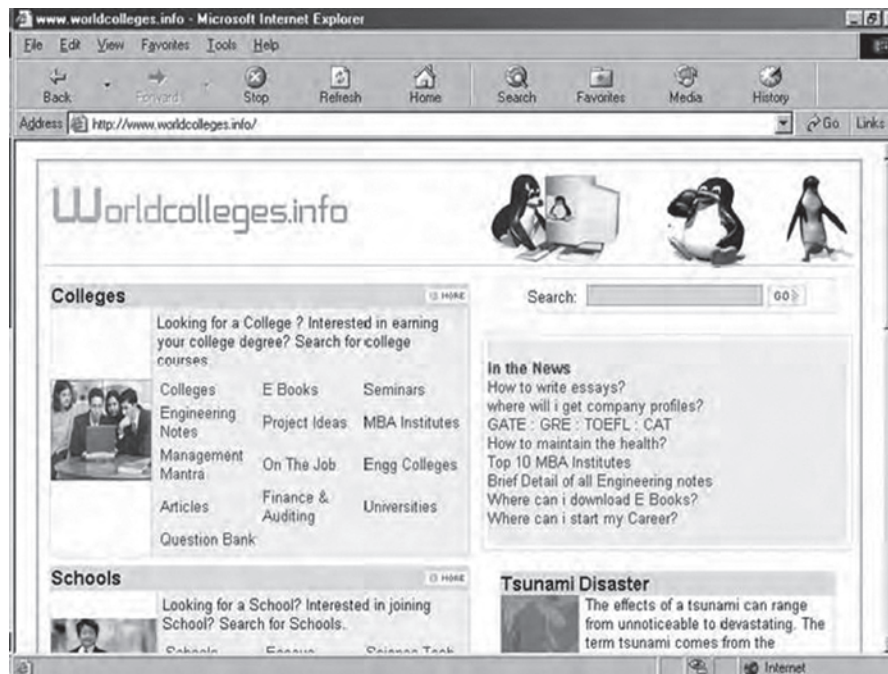 www.worldcolleges.info - Microsoft Internet Explorer
File Edit View Favorites Tools Help
Back Forward Stop Refresh Home Search Favorites Media History
Address http://www.worldcolleges.info/ Go Links
Worldcolleges.info
Colleges MORE
Looking for a College ? Interested in earning
your college degree? Search for college
courses.
Colleges E Books Seminars
Engineering
Notes
Project Ideas MBA Institutes
Management
Mantra
On The Job Engg Colleges
Articles
Finance &
Auditing
Universities
Question Bank
Schools MORE
Looking for a School? Interested in joining
School? Search for Schools.
Schools
Search: GO
In the News
How to write essays?
where will i get company profiles?
GATE : GRE : TOEFL : CAT
How to maintain the health?
Top 10 MBA Institutes
Brief Detail of all Engineering notes
Where can i download E Books?
Where can i start my Career?
Tsunami Disaster
The effects of a tsunami can range
from unnoticeable to devastating. The
term tsunami comes from the
Internet